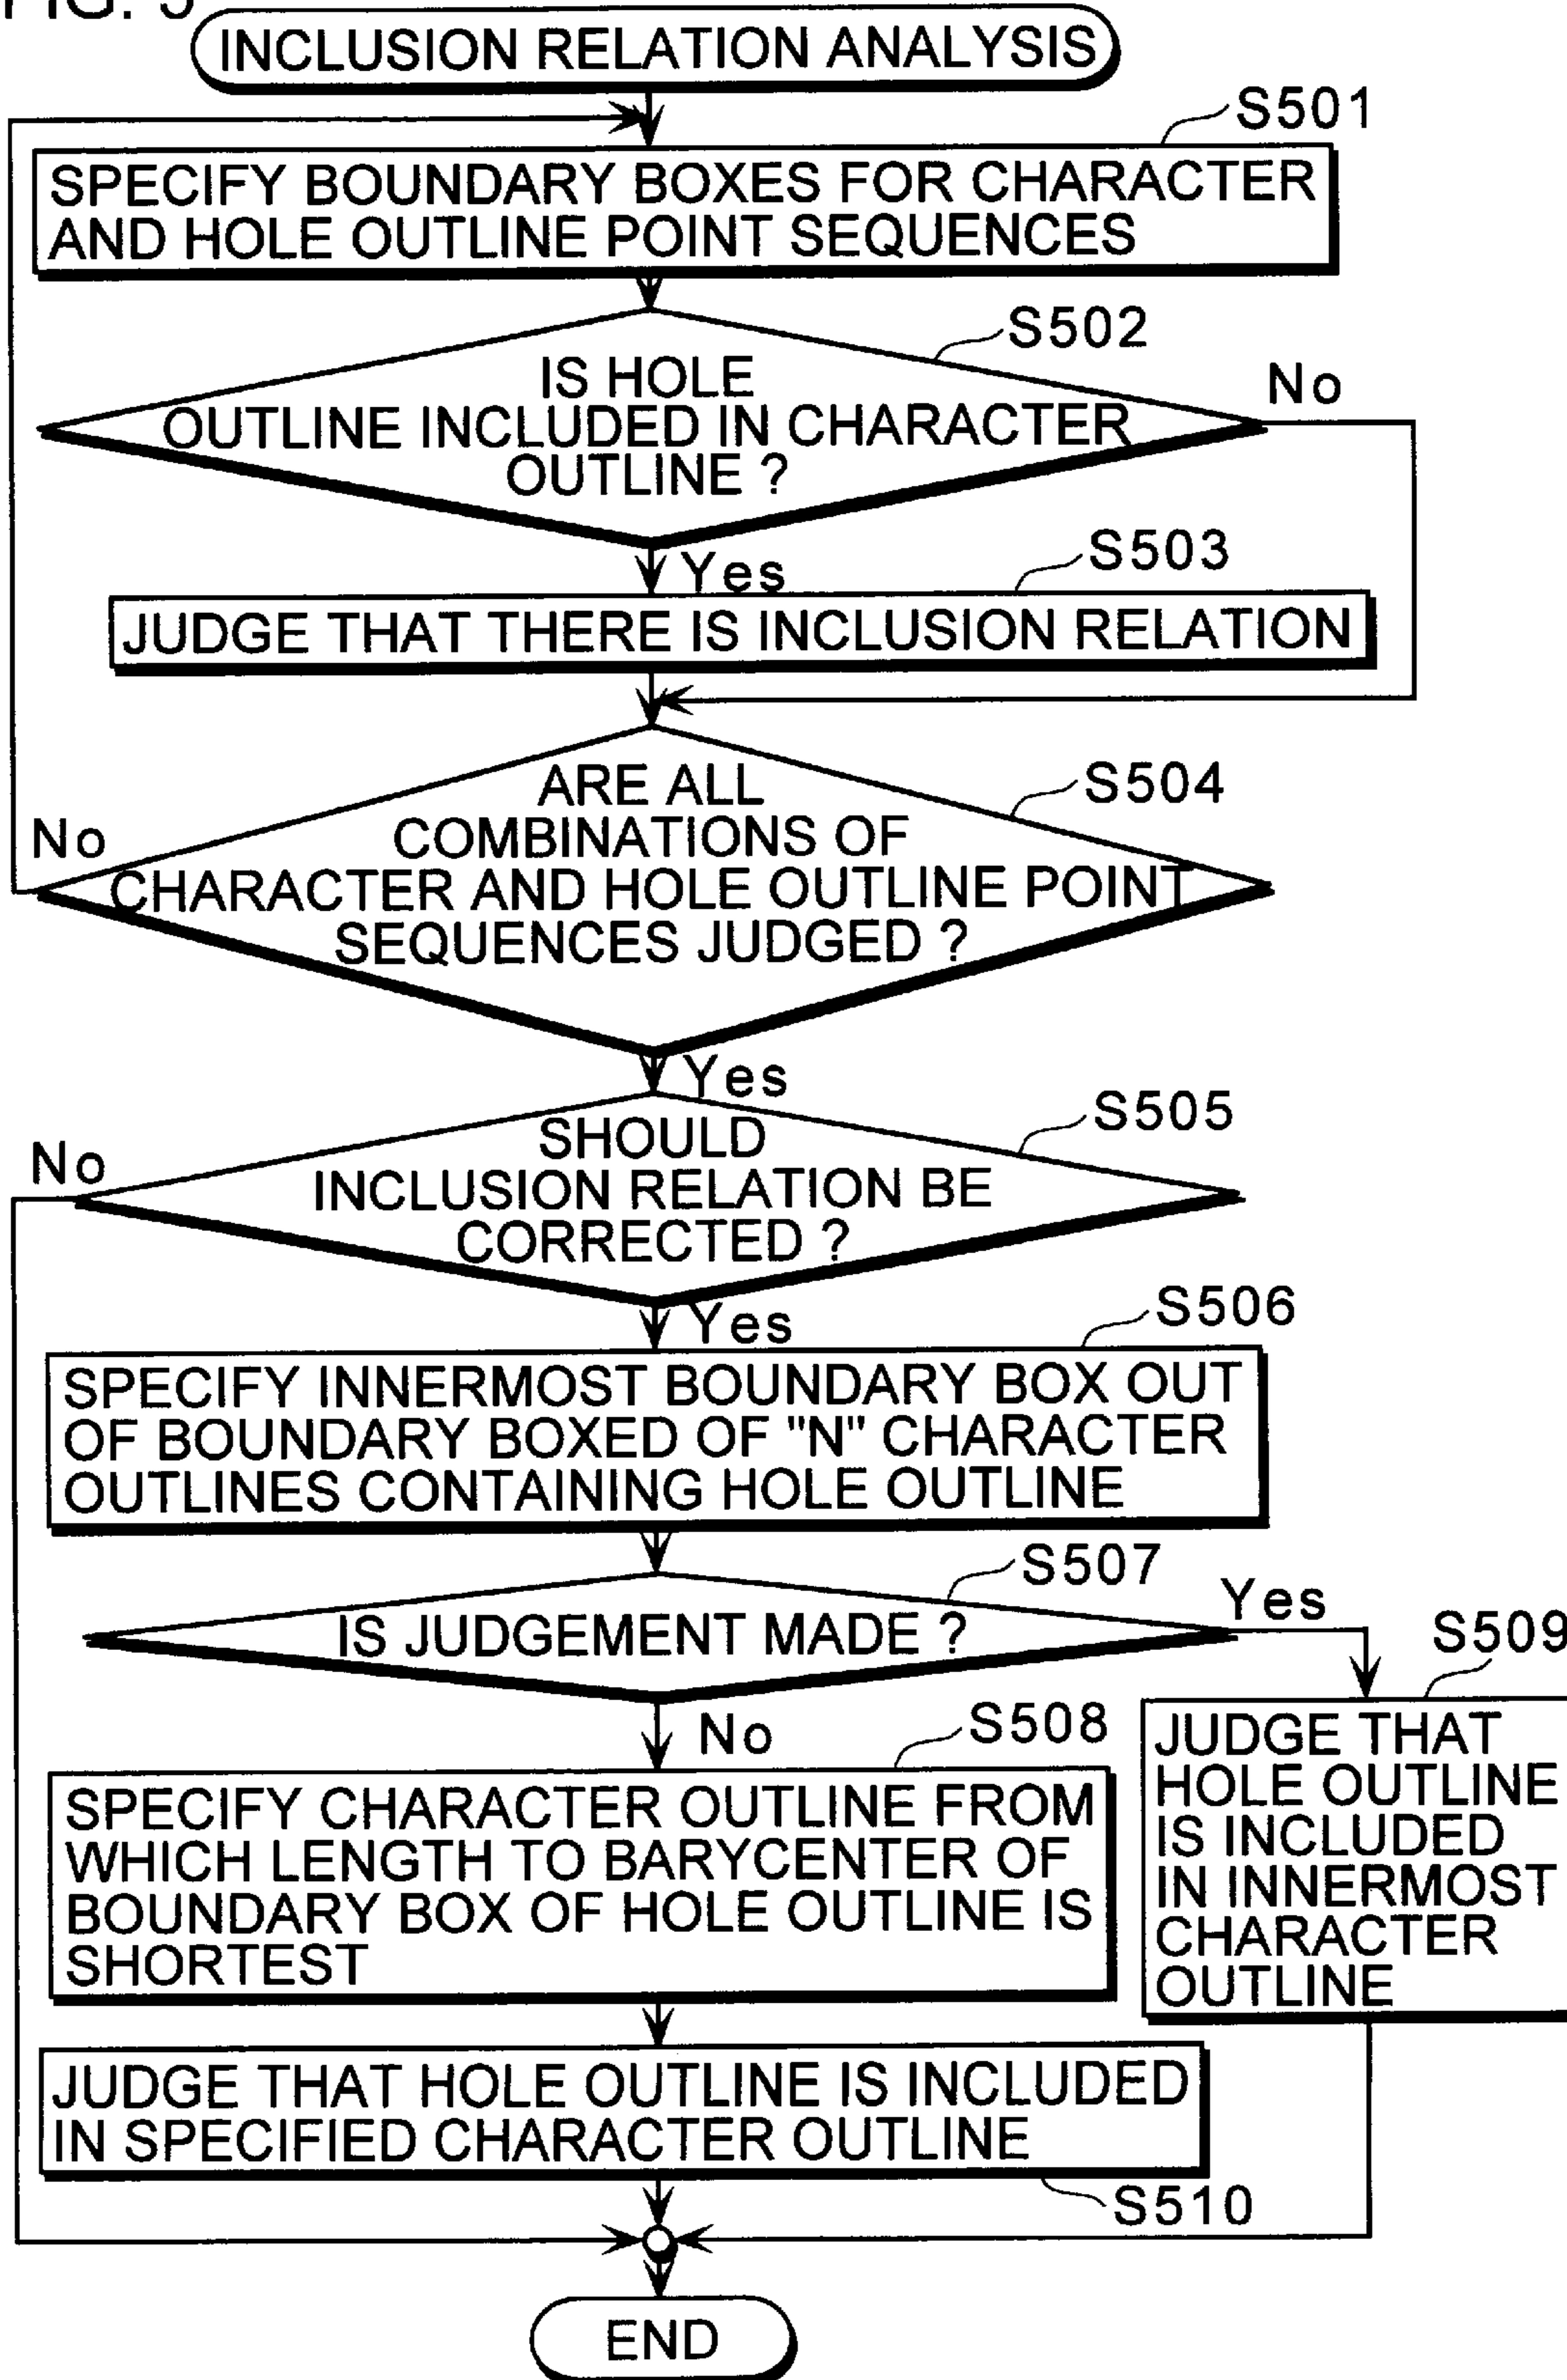 INCLUSION RELATION ANALYSIS
S501
SPECIFY BOUNDARY BOXES FOR CHARACTER
AND HOLE OUTLINE POINT SEQUENCES
S502
IS HOLE
OUTLINE INCLUDED IN CHARACTER
OUTLINE ?
No
Yes
S503
JUDGE THAT THERE IS INCLUSION RELATION
S504
ARE ALL
COMBINATIONS OF
CHARACTER AND HOLE OUTLINE POINT
SEQUENCES JUDGED ?
No
Yes
S505
SHOULD
INCLUSION RELATION BE
CORRECTED ?
No
Yes
S506
SPECIFY INNERMOST BOUNDARY BOX OUT
OF BOUNDARY BOXED OF "N" CHARACTER
OUTLINES CONTAINING HOLE OUTLINE
S507
IS JUDGEMENT MADE ?
Yes
No
S508
SPECIFY CHARACTER OUTLINE FROM
WHICH LENGTH TO BARYCENTER OF
BOUNDARY BOX OF HOLE OUTLINE IS
SHORTEST
S509
JUDGE THAT
HOLE OUTLINE
IS INCLUDED
IN INNERMOST
CHARACTER
OUTLINE
JUDGE THAT HOLE OUTLINE IS INCLUDED
IN SPECIFIED CHARACTER OUTLINE
S510
END